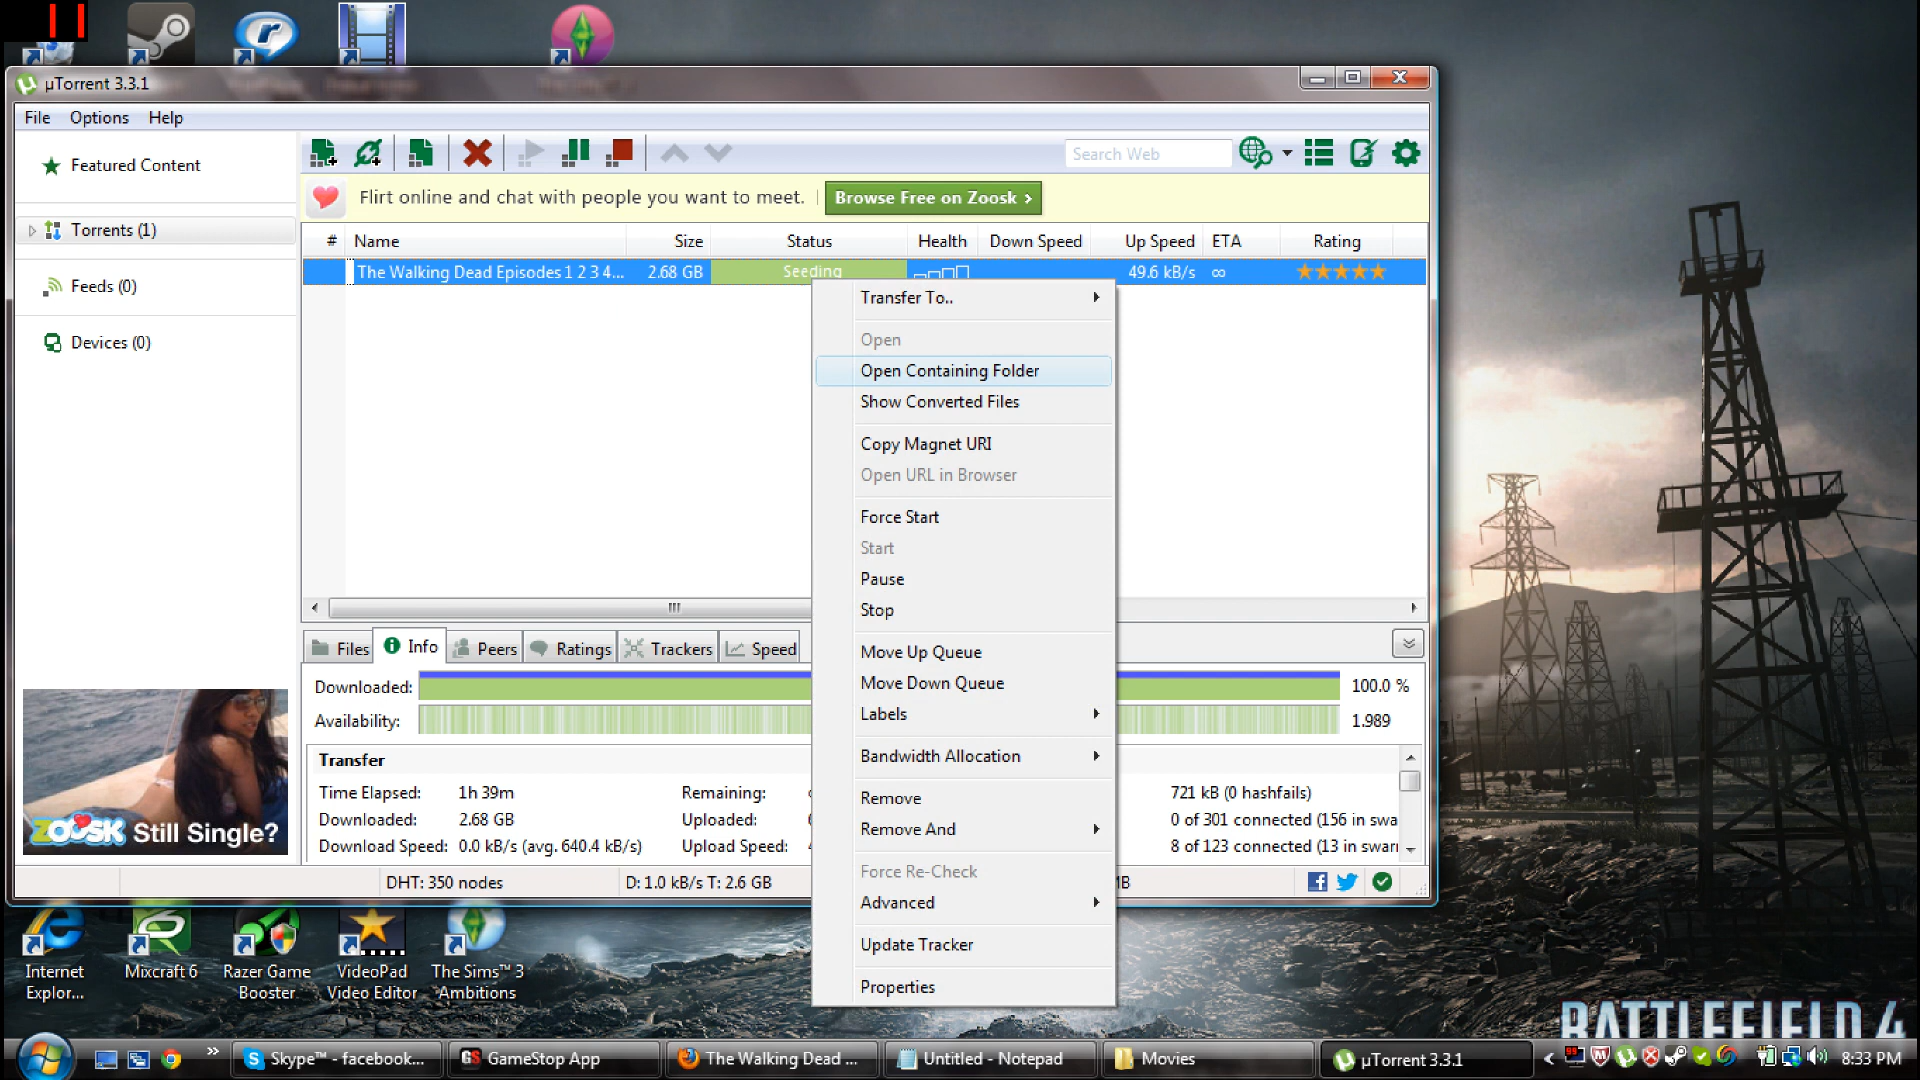 µTorrent 3.3.1
File Options Help
Featured Content
Torrents (1)
Feeds (0)
Devices (0)
Search Web
Flirt online and chat with people you want to meet.
Browse Free on Zoosk >
# Name Size Status Health Down Speed Up Speed ETA Rating
The Walking Dead Episodes 1 2 3 4... 2.68 GB Seeding 49.6 kB/s ∞
Transfer To..
Open
Open Containing Folder
Show Converted Files
Copy Magnet URI
Open URL in Browser
Force Start
Start
Pause
Stop
Move Up Queue
Move Down Queue
Labels
Bandwidth Allocation
Remove
Remove And
Force Re-Check
Advanced
Update Tracker
Properties
Files Info Peers Ratings Trackers Speed
Downloaded: 100.0 %
Availability: 1.989
Transfer
Time Elapsed: 1h 39m Remaining: 721 kB (0 hashfails)
Downloaded: 2.68 GB Uploaded: 0 of 301 connected (156 in swa
Download Speed: 0.0 kB/s (avg. 640.4 kB/s) Upload Speed: 8 of 123 connected (13 in swarr
DHT: 350 nodes D: 1.0 kB/s T: 2.6 GB
zoosk Still Single?
Internet Explor...
Mixcraft 6
Razer Game Booster
VideoPad Video Editor
The Sims™ 3 Ambitions
BATTLEFIELD 4
Skype™ - facebook...
GS GameStop App
The Walking Dead ...
Untitled - Notepad
Movies
µTorrent 3.3.1
8:33 PM